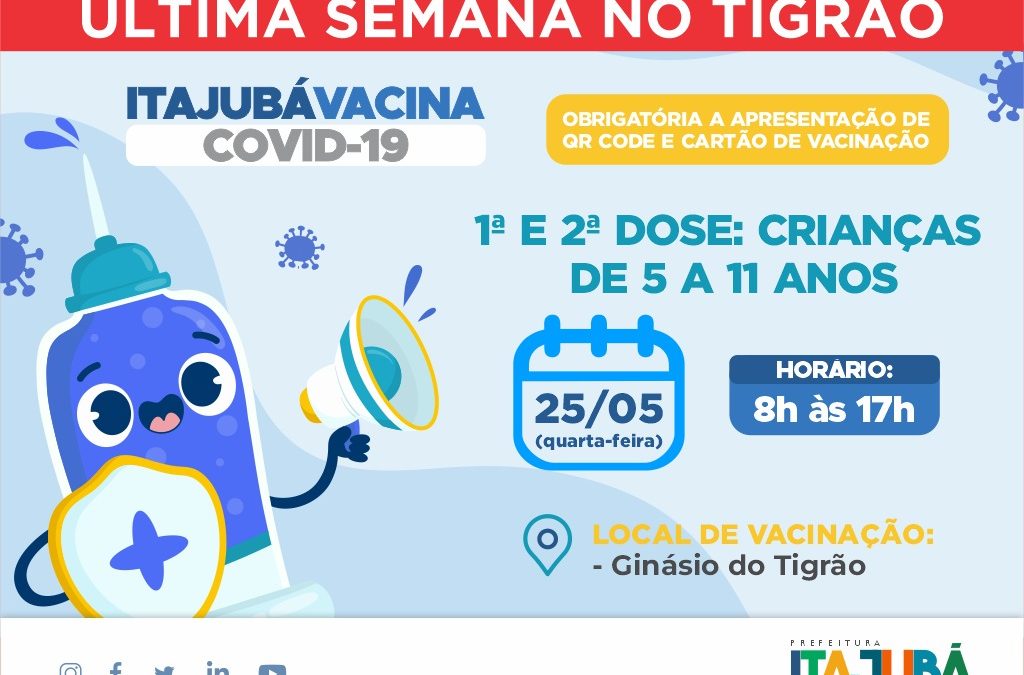 ÚLTIMA SEMANA NO TIGRÃO
ITAJUBÁVACINA
COVID-19
OBRIGATÓRIA A APRESENTAÇÃO DE
QR CODE E CARTÃO DE VACINAÇÃO
1ª E 2ª DOSE: CRIANÇAS
DE 5 A 11 ANOS
25/05
(quarta-feira)
HORÁRIO:
8h às 17h
LOCAL DE VACINAÇÃO:
- Ginásio do Tigrão
PREFEITURA
ITAJUBÁ